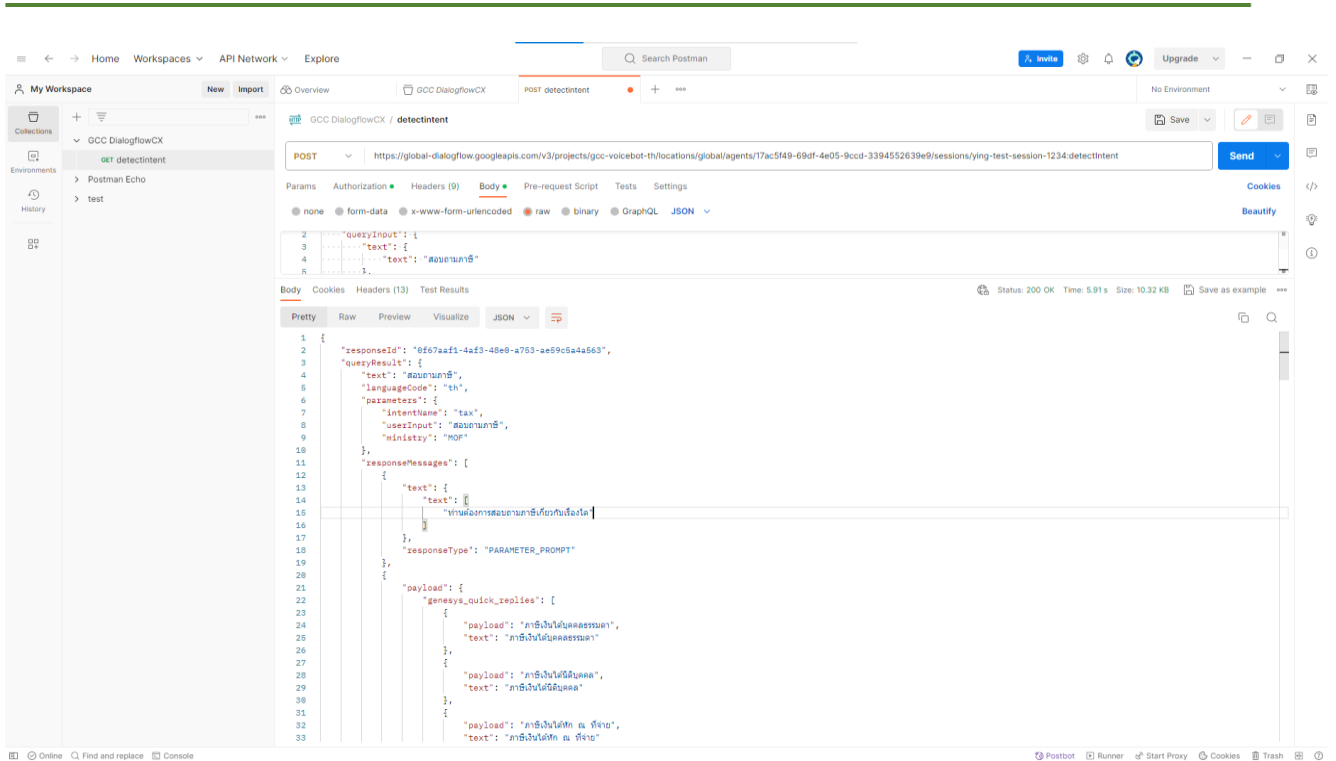 Home Workspaces API Network Explore Search Postman Invite Upgrade
My Workspace New Import Overview GCC DialogflowCX POST detectintent No Environment
Collections
Environments
History
GCC DialogflowCX
GET detectintent
Postman Echo
test
GCC DialogflowCX / detectintent Save
POST https://global-dialogflow.googleapis.com/v3/projects/gcc-voicebot-th/locations/global/agents/17ac5f49-69df-4e05-9ccd-3394552639e9/sessions/ying-test-session-1234:detectIntent Send
Params Authorization Headers (9) Body Pre-request Script Tests Settings Cookies
none form-data x-www-form-urlencoded raw binary GraphQL JSON Beautify
2 "queryInput": {
3 "text": {
4 "text": "สอบถามภาษี"
5 },
Body Cookies Headers (13) Test Results Status: 200 OK Time: 5.91 s Size: 10.32 KB Save as example
Pretty Raw Preview Visualize JSON
1 {
2 "responseId": "0f67aaf1-4af3-48e0-a753-ae59c5a4a563",
3 "queryResult": {
4 "text": "สอบถามภาษี",
5 "languageCode": "th",
6 "parameters": {
7 "intentName": "tax",
8 "userInput": "สอบถามภาษี",
9 "ministry": "MOF"
10 },
11 "responseMessages": [
12 {
13 "text": {
14 "text": [
15 "ท่านต้องการสอบถามภาษีเกี่ยวกับเรื่องใด"
16 ]
17 },
18 "responseType": "PARAMETER_PROMPT"
19 },
20 {
21 "payload": {
22 "genesys_quick_replies": [
23 {
24 "payload": "ภาษีเงินได้บุคคลธรรมดา",
25 "text": "ภาษีเงินได้บุคคลธรรมดา"
26 },
27 {
28 "payload": "ภาษีเงินได้นิติบุคคล",
29 "text": "ภาษีเงินได้นิติบุคคล"
30 },
31 {
32 "payload": "ภาษีเงินได้หัก ณ ที่จ่าย",
33 "text": "ภาษีเงินได้หัก ณ ที่จ่าย"
Online Find and replace Console Postbot Runner Start Proxy Cookies Trash